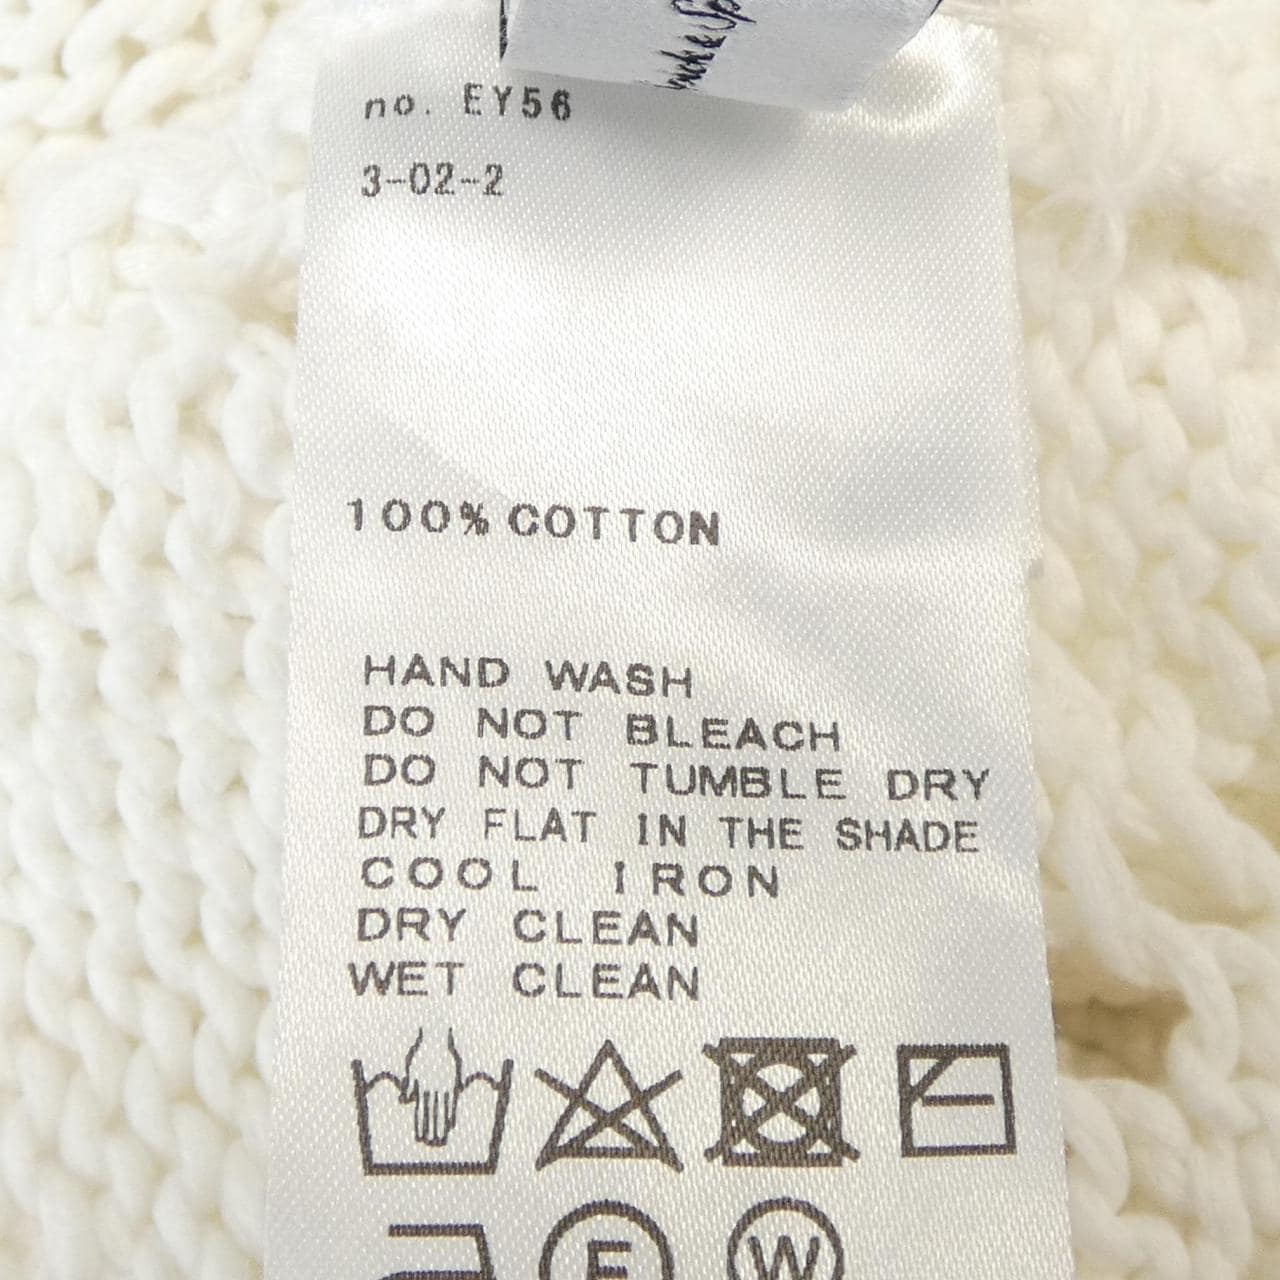 no. EY56
3-02-2
100% COTTON
HAND WASH
DO NOT BLEACH
DO NOT TUMBLE DRY
DRY FLAT IN THE SHADE
COOL IRON
DRY CLEAN
WET CLEAN
F W